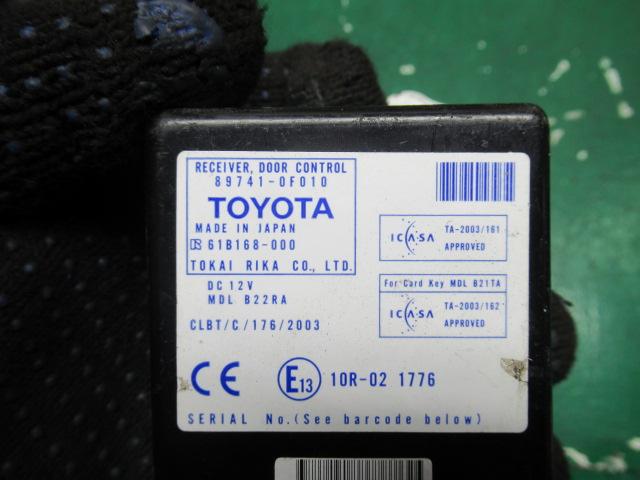 RECEIVER, DOOR CONTROL
89741-0F010
TOYOTA
MADE IN JAPAN
61B168-000
TOKAI RIKA CO., LTD.
DC 12V
MDL B22RA
CLBT/C/176/2003
ICASA
TA-2003/161
APPROVED
For Card Key MDL B21TA
ICASA
TA-2003/162
APPROVED
CE
E13
10R-02 1776
SERIAL No.(See barcode below)